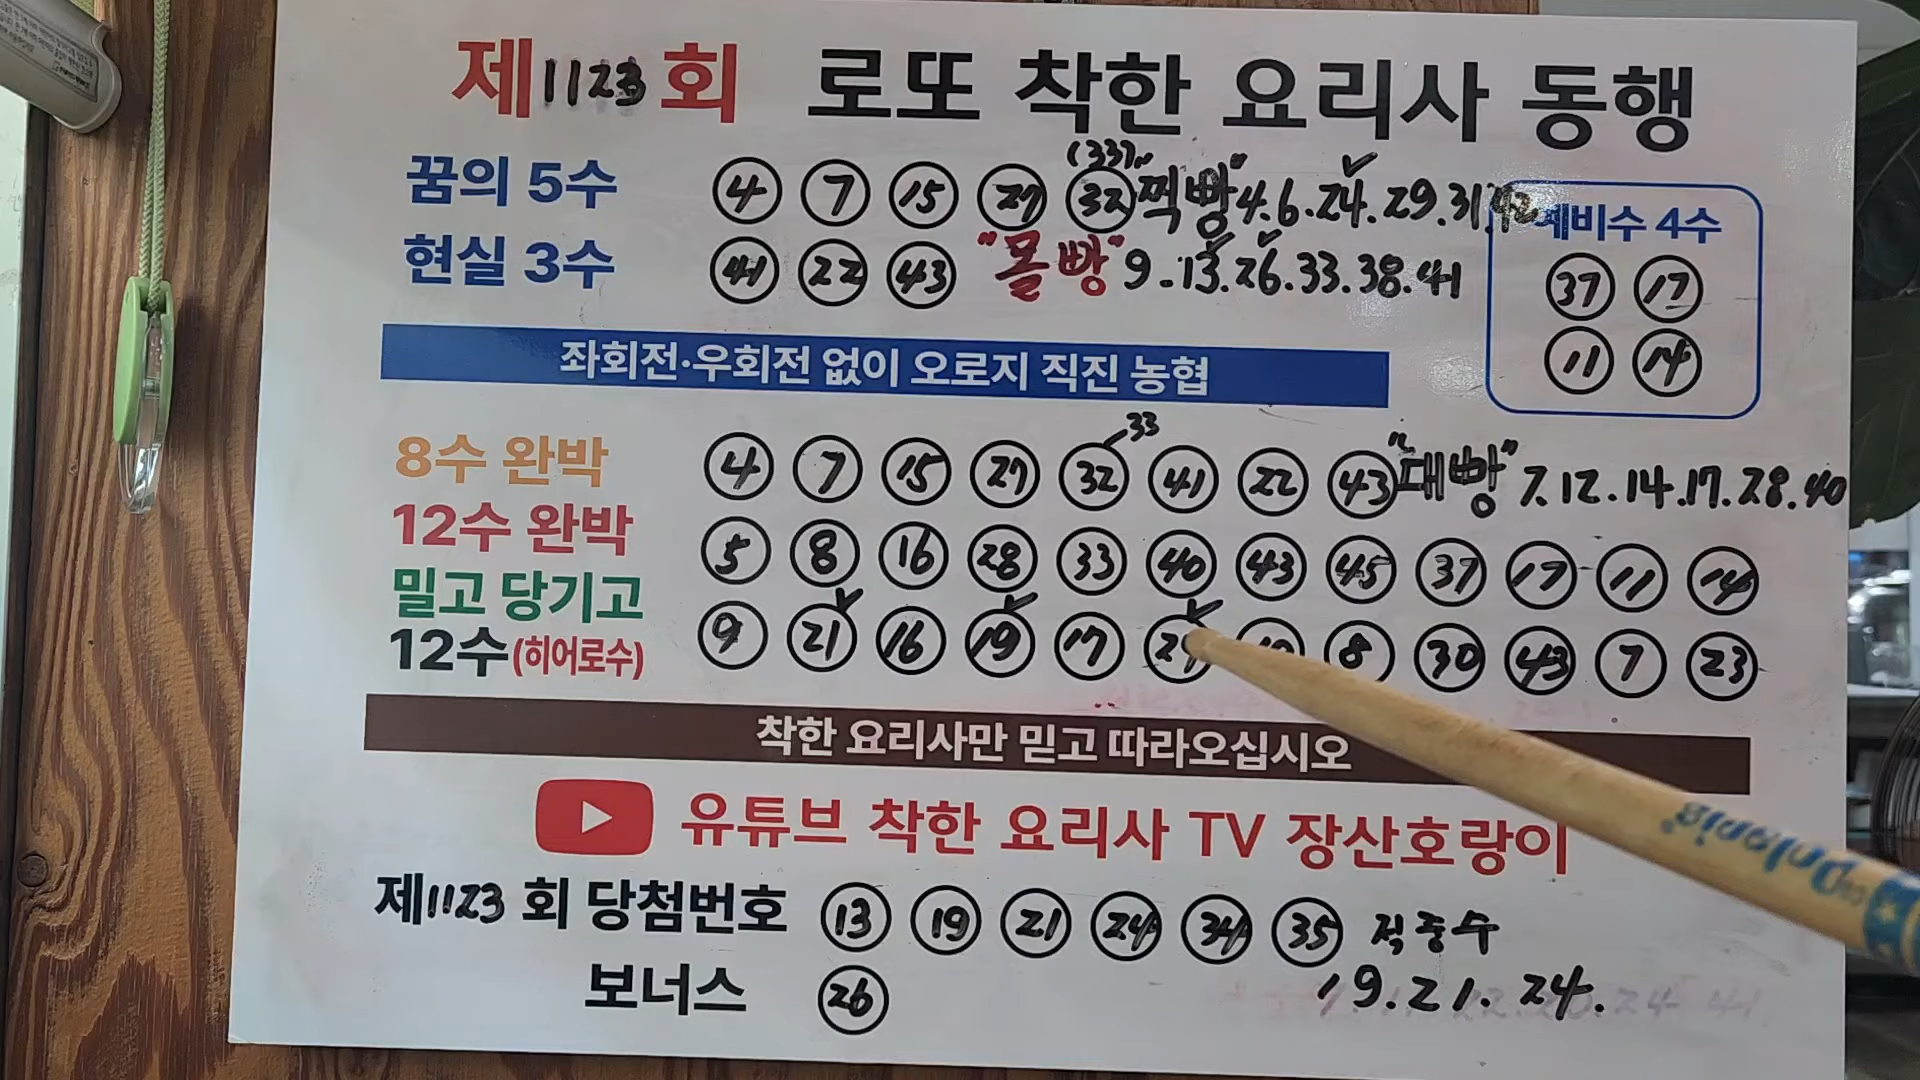 제1123회 로또 착한 요리사 동행
(33)
꿈의 5수 4 7 15 27 32 "찍빵" 4.6.24.29.31.42
현실 3수 41 22 43 "몰빵" 9.13.26.33.38.41
예비수 4수
37 17
11 14
좌회전·우회전 없이 오로지 직진 농협
33
8수 완박 4 7 15 27 32 41 22 43 "대빵" 7.12.14.17.28.40
12수 완박 5 8 16 28 33 40 43 45 37 17 11 14
밀고 당기고
12수(히어로수) 9 21 16 19 17 8 30 43 7 23
착한 요리사만 믿고 따라오십시오
유튜브 착한 요리사 TV 장산호랑이
제1123회 당첨번호 13 19 21 24 34 35 적중수
보너스 26 19.21.24.